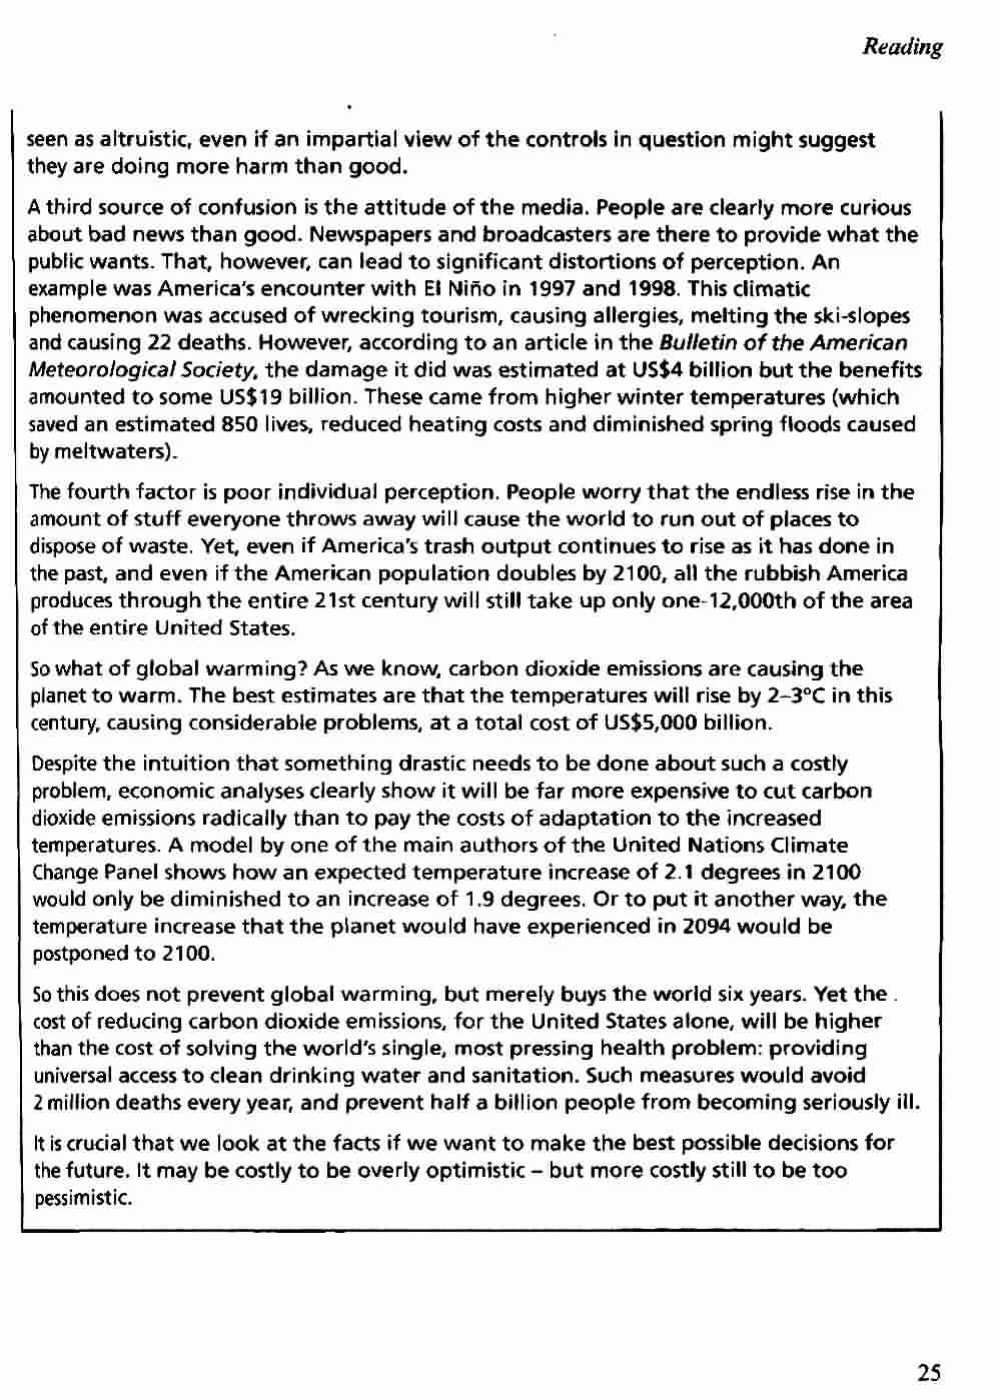 Reading
seen as altruistic, even if an impartial view of the controls in question might suggest
they are doing more harm than good.
A third source of confusion is the attitude of the media. People are clearly more curious
about bad news than good. Newspapers and broadcasters are there to provide what the
public wants. That, however, can lead to significant distortions of perception. An
example was America's encounter with El Niño in 1997 and 1998. This climatic
phenomenon was accused of wrecking tourism, causing allergies, melting the ski-slopes
and causing 22 deaths. However, according to an article in the Bulletin of the American
Meteorological Society, the damage it did was estimated at US$4 billion but the benefits
amounted to some US$19 billion. These came from higher winter temperatures (which
saved an estimated 850 lives, reduced heating costs and diminished spring floods caused
by meltwaters).
The fourth factor is poor individual perception. People worry that the endless rise in the
amount of stuff everyone throws away will cause the world to run out of places to
dispose of waste. Yet, even if America's trash output continues to rise as it has done in
the past, and even if the American population doubles by 2100, all the rubbish America
produces through the entire 21st century will still take up only one-12,000th of the area
of the entire United States.
So what of global warming? As we know, carbon dioxide emissions are causing the
planet to warm. The best estimates are that the temperatures will rise by 2–3°C in this
century, causing considerable problems, at a total cost of US$5,000 billion.
Despite the intuition that something drastic needs to be done about such a costly
problem, economic analyses clearly show it will be far more expensive to cut carbon
dioxide emissions radically than to pay the costs of adaptation to the increased
temperatures. A model by one of the main authors of the United Nations Climate
Change Panel shows how an expected temperature increase of 2.1 degrees in 2100
would only be diminished to an increase of 1.9 degrees. Or to put it another way, the
temperature increase that the planet would have experienced in 2094 would be
postponed to 2100.
So this does not prevent global warming, but merely buys the world six years. Yet the
cost of reducing carbon dioxide emissions, for the United States alone, will be higher
than the cost of solving the world's single, most pressing health problem: providing
universal access to clean drinking water and sanitation. Such measures would avoid
2 million deaths every year, and prevent half a billion people from becoming seriously ill.
It is crucial that we look at the facts if we want to make the best possible decisions for
the future. It may be costly to be overly optimistic – but more costly still to be too
pessimistic.
25